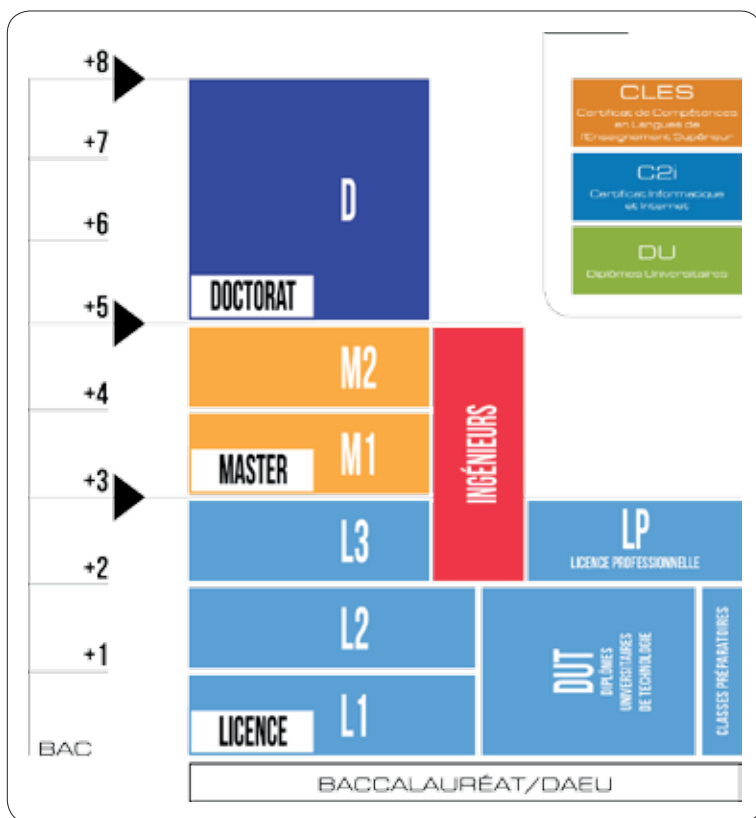 +8
+7
+6
+5
+4
+3
+2
+1
BAC
D
DOCTORAT
M2
M1
MASTER
INGÉNIEURS
L3
L2
L1
LICENCE
LP
LICENCE PROFESSIONNELLE
DUT
DIPLÔMES
UNIVERSITAIRES
DE TECHNOLOGIE
CLASSES PRÉPARATOIRES
BACCALAURÉAT/DAEU
CLES
Certificat de Compétences
en Langues de
l'Enseignement Supérieur
C2i
Certificat Informatique
et Internet
DU
Diplômes Universitaires